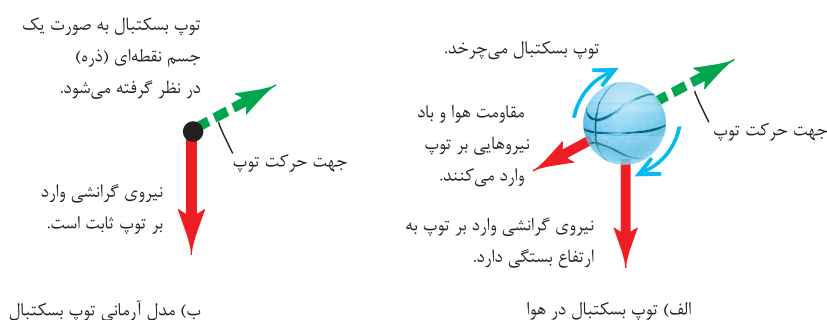 توپ بسکتبال می‌چرخد.
مقاومت هوا و باد
نیروهایی بر توپ
وارد می‌کنند.
جهت حرکت توپ
نیروی گرانشی وارد بر توپ به
ارتفاع بستگی دارد.
الف) توپ بسکتبال در هوا
توپ بسکتبال به صورت یک
جسم نقطه‌ای (ذره)
در نظر گرفته می‌شود.
جهت حرکت توپ
نیروی گرانشی وارد
بر توپ ثابت است.
ب) مدل آرمانی توپ بسکتبال